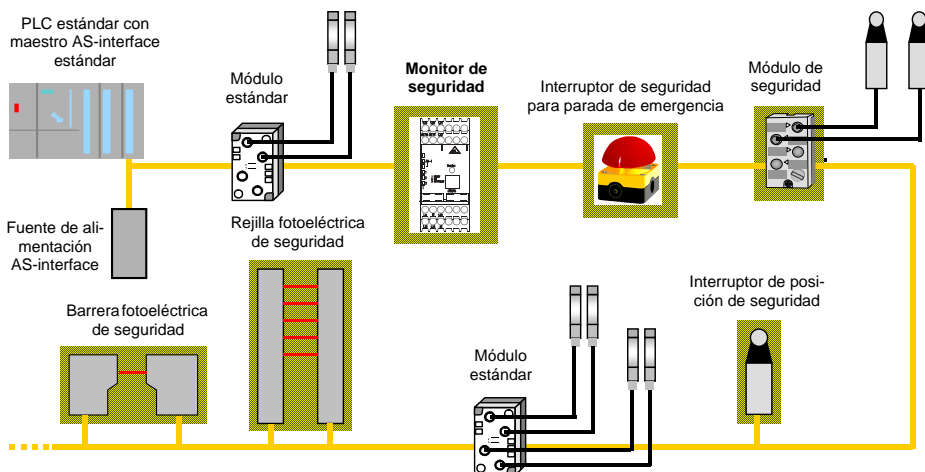 PLC estándar con
maestro AS-interface
estándar
Módulo
estándar
Monitor de
seguridad
Interruptor de seguridad
para parada de emergencia
Módulo de
seguridad
Fuente de ali-
mentación
AS-interface
Rejilla fotoeléctrica
de seguridad
Barrera fotoeléctrica
de seguridad
Módulo
estándar
Interruptor de posi-
ción de seguridad